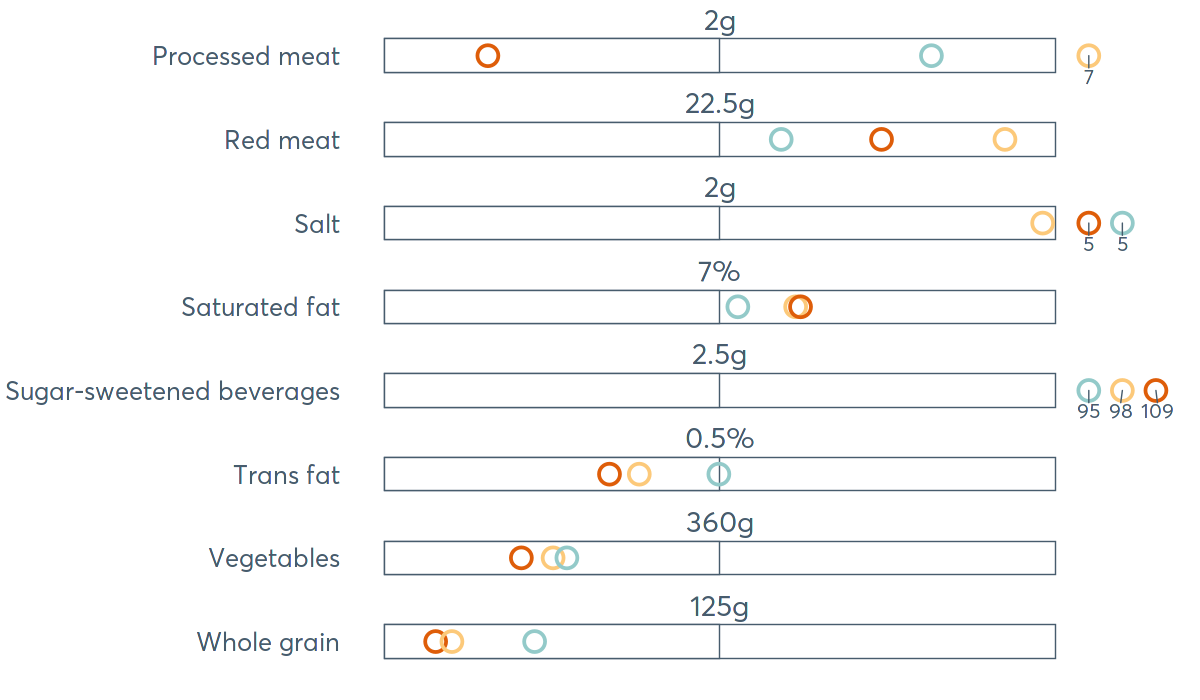 2g
Processed meat
7
22.5g
Red meat
2g
Salt
5 5
7%
Saturated fat
2.5g
Sugar-sweetened beverages
95 98 109
0.5%
Trans fat
360g
Vegetables
125g
Whole grain